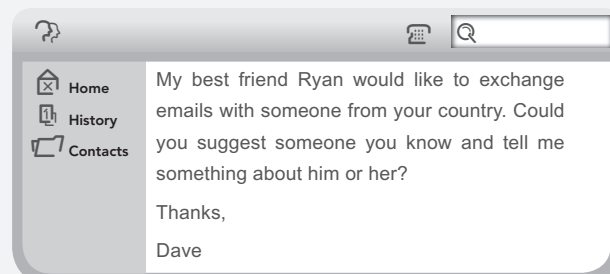 Home
History
Contacts
My best friend Ryan would like to exchange
emails with someone from your country. Could
you suggest someone you know and tell me
something about him or her?
Thanks,
Dave